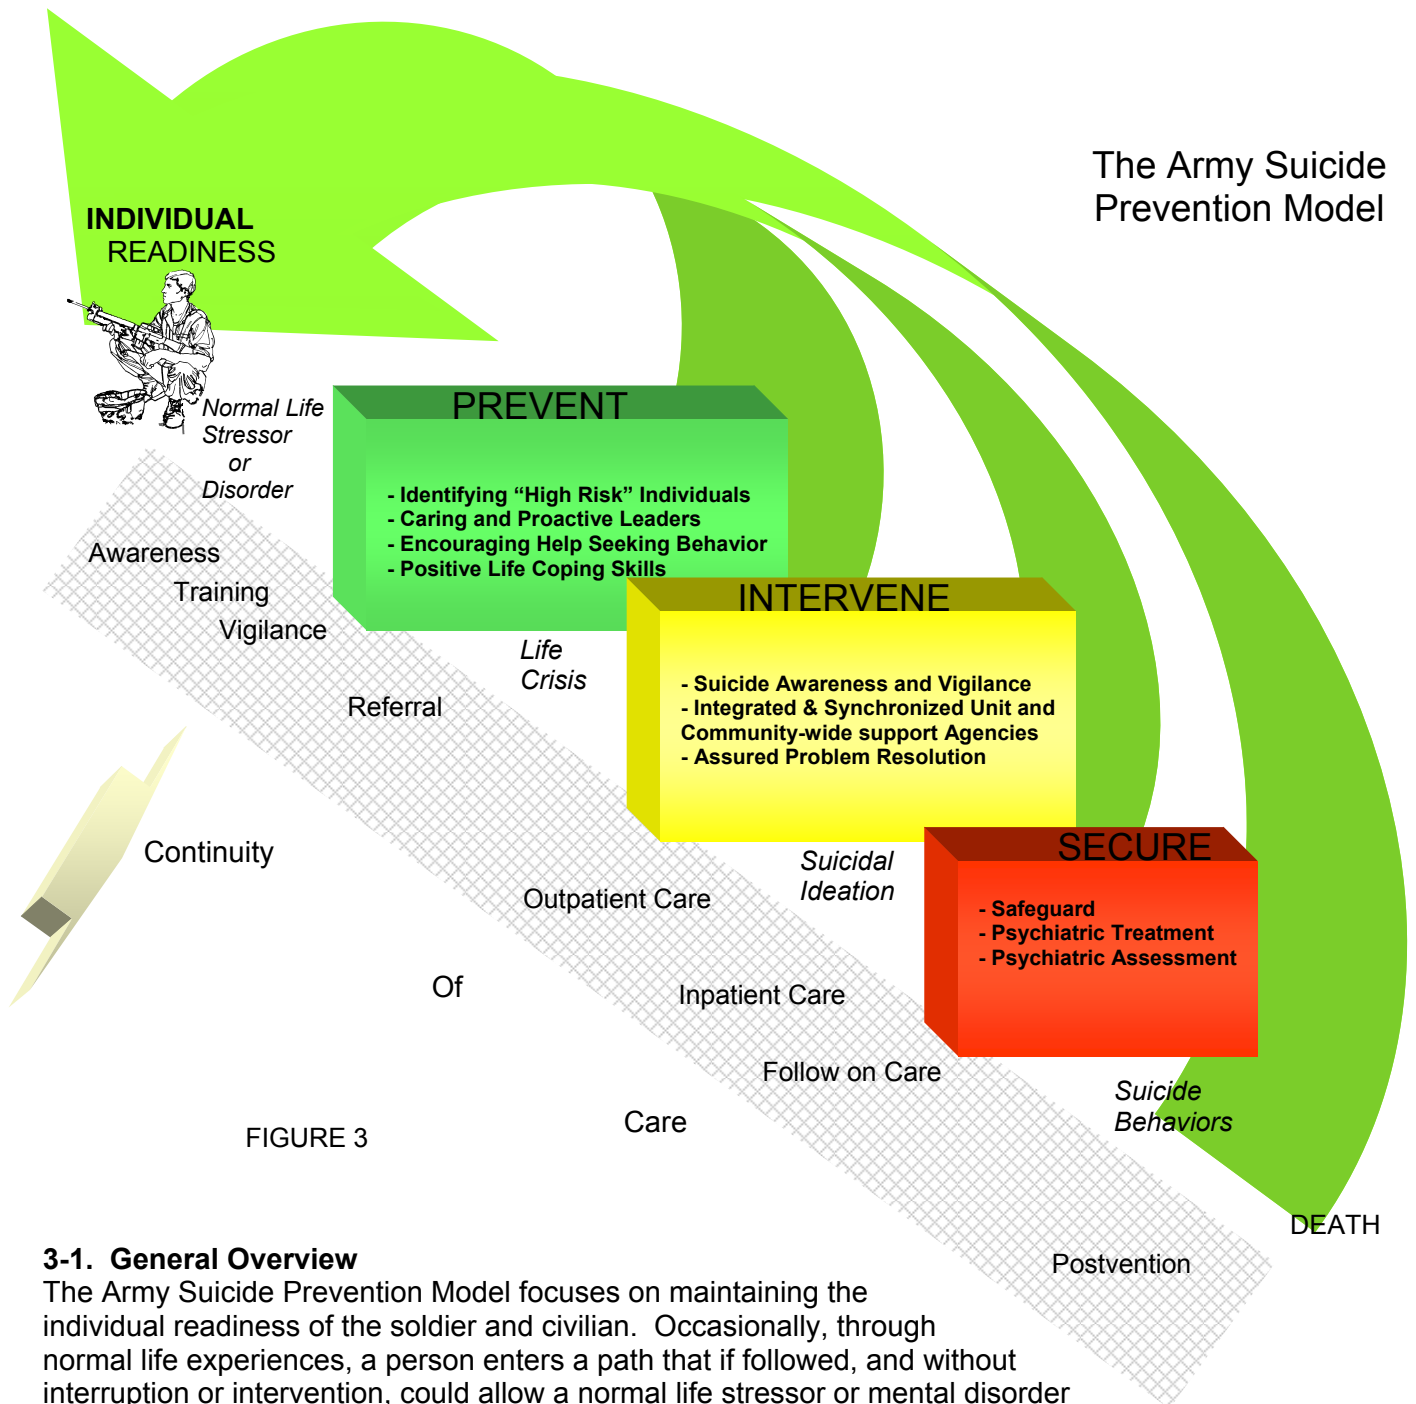 The Army Suicide
Prevention Model
INDIVIDUAL
READINESS
Normal Life
Stressor
or
Disorder
PREVENT
- Identifying “High Risk” Individuals
- Caring and Proactive Leaders
- Encouraging Help Seeking Behavior
- Positive Life Coping Skills
Awareness
Training
Vigilance
INTERVENE
Life
Crisis
- Suicide Awareness and Vigilance
- Integrated & Synchronized Unit and
Community-wide support Agencies
- Assured Problem Resolution
Referral
Continuity
SECURE
Suicidal
Ideation
- Safeguard
- Psychiatric Treatment
- Psychiatric Assessment
Outpatient Care
Of
Inpatient Care
Follow on Care
Suicide
Behaviors
Care
FIGURE 3
DEATH
Postvention
3-1. General Overview
The Army Suicide Prevention Model focuses on maintaining the
individual readiness of the soldier and civilian. Occasionally, through
normal life experiences, a person enters a path that if followed, and without
interruption or intervention, could allow a normal life stressor or mental disorder